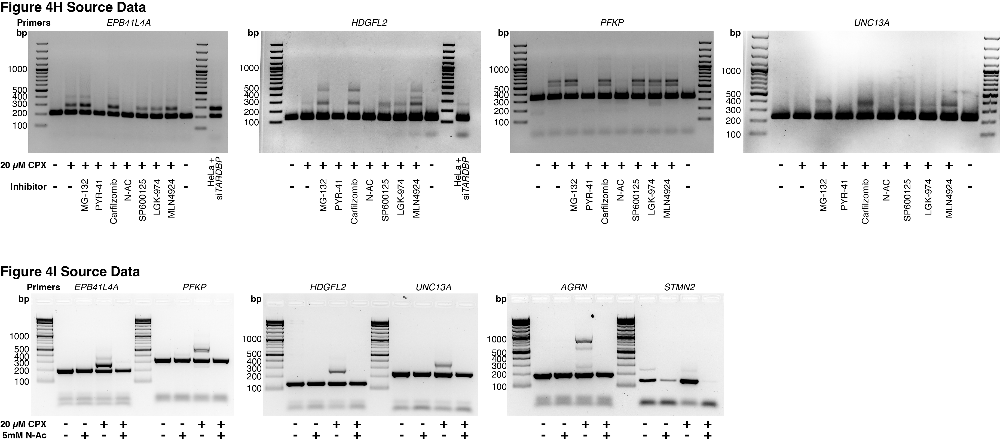 Figure 4H Source Data
Primers EPB41L4A HDGFL2 PFKP UNC13A
bp bp bp bp
1000 1000 1000 1000
500 500 500 500
400 400 400 400
300 300 300 300
200 200 200 200
100 100 100 100
20 µM CPX - + + + + + + + + - HeLa + siTARDBP - + + + + + + + + - HeLa + siTARDBP - + + + + + + + + - - + + + + + + + + -
Inhibitor - - MG-132 PYR-41 Carfilzomib N-AC SP600125 LGK-974 MLN4924 - - - MG-132 PYR-41 Carfilzomib N-AC SP600125 LGK-974 MLN4924 - - - MG-132 PYR-41 Carfilzomib N-AC SP600125 LGK-974 MLN4924 - - - MG-132 PYR-41 Carfilzomib N-AC SP600125 LGK-974 MLN4924 -
Figure 4I Source Data
Primers EPB41L4A PFKP HDGFL2 UNC13A AGRN STMN2
bp bp bp
1000 1000 1000
500 500 500
400 400 400
300 300 300
200 200 200
100 100 100
20 µM CPX - - + + - - + + - - + + - - + + - - + + - - + +
5mM N-Ac - + - + - + - + - + - + - + - + - + - + - + - +